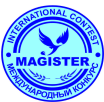 INTERNATIONAL CONTEST
MAGISTER
МЕЖДУНАРОДНЫЙ КОНКУРС